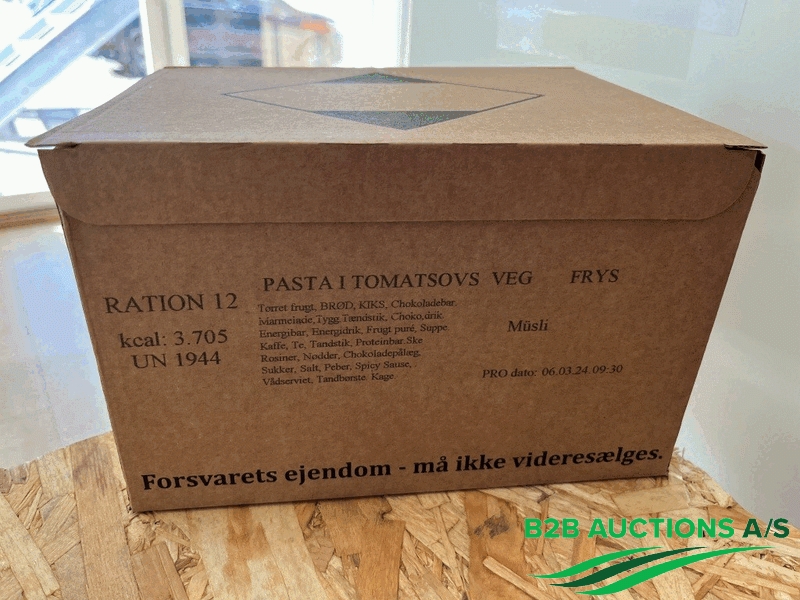 RATION 12
kcal: 3.705
UN 1944
PASTA I TOMATSOVS VEG FRYS
Tørret frugt, BRØD, KIKS, Chokoladebar,
Marmelade, Tygg Tændstik, Choko,drik
Energibar, Energidrik, Frugt puré, Suppe
Kaffe, Te, Tandstik, Proteinbar Ske
Rosiner, Nødder, Chokoladepålæg,
Sukker, Salt, Peber, Spicy Sause,
Vådserviet, Tandbørste, Kage
Müsli
PRO dato: 06.03.24 09:30
Forsvarets ejendom - må ikke videresælges.
B2B AUCTIONS A/S